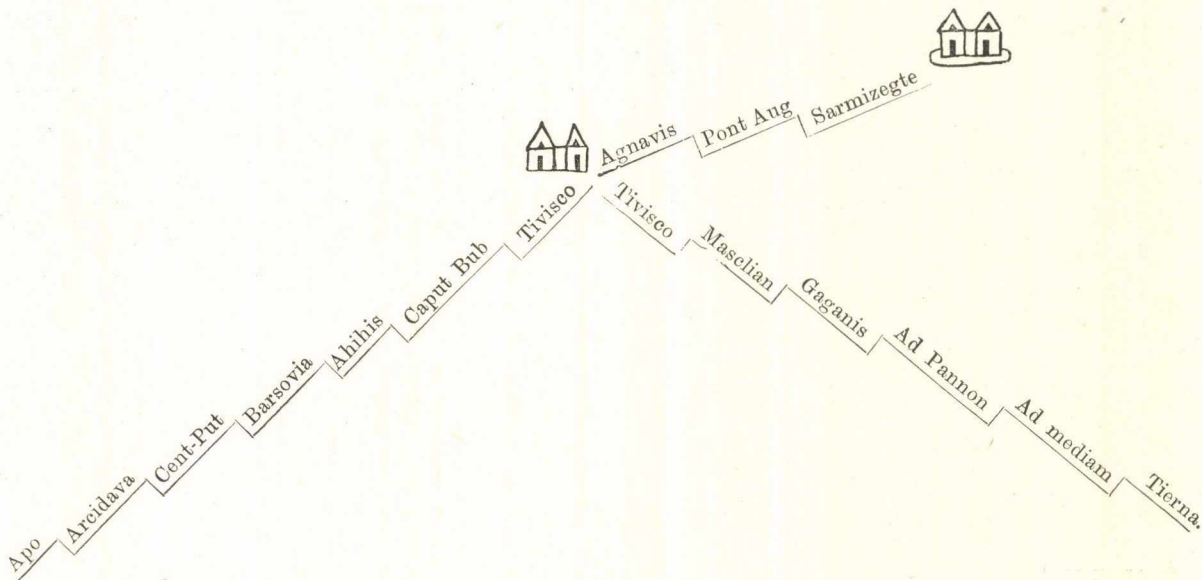 Apo
Arcidava
Cent-Put
Barsovia
Ahihis
Caput Bub
Tivisco
Agnavis
Pont Aug
Sarmizegte
Tivisco
Masclian
Gaganis
Ad Pannon
Ad mediam
Tierna.